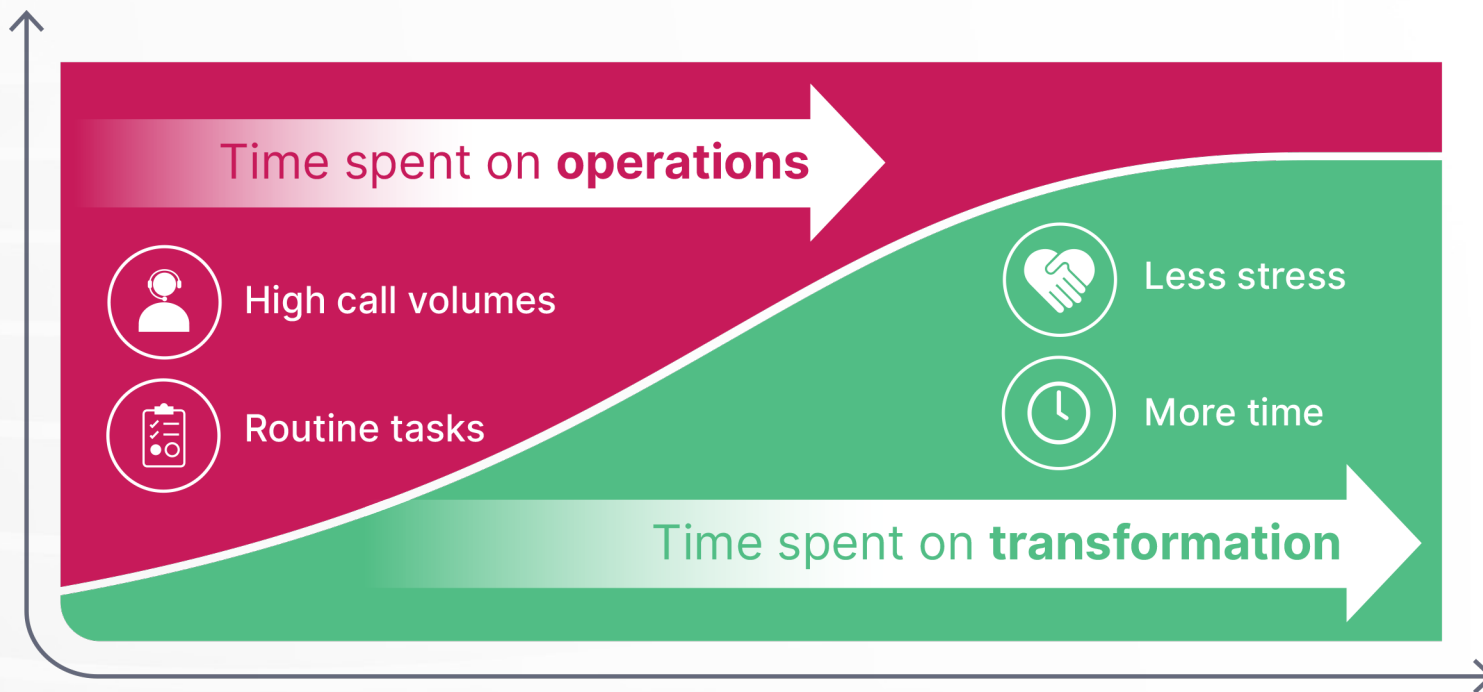 Time spent on operations
High call volumes
Routine tasks
Less stress
More time
Time spent on transformation